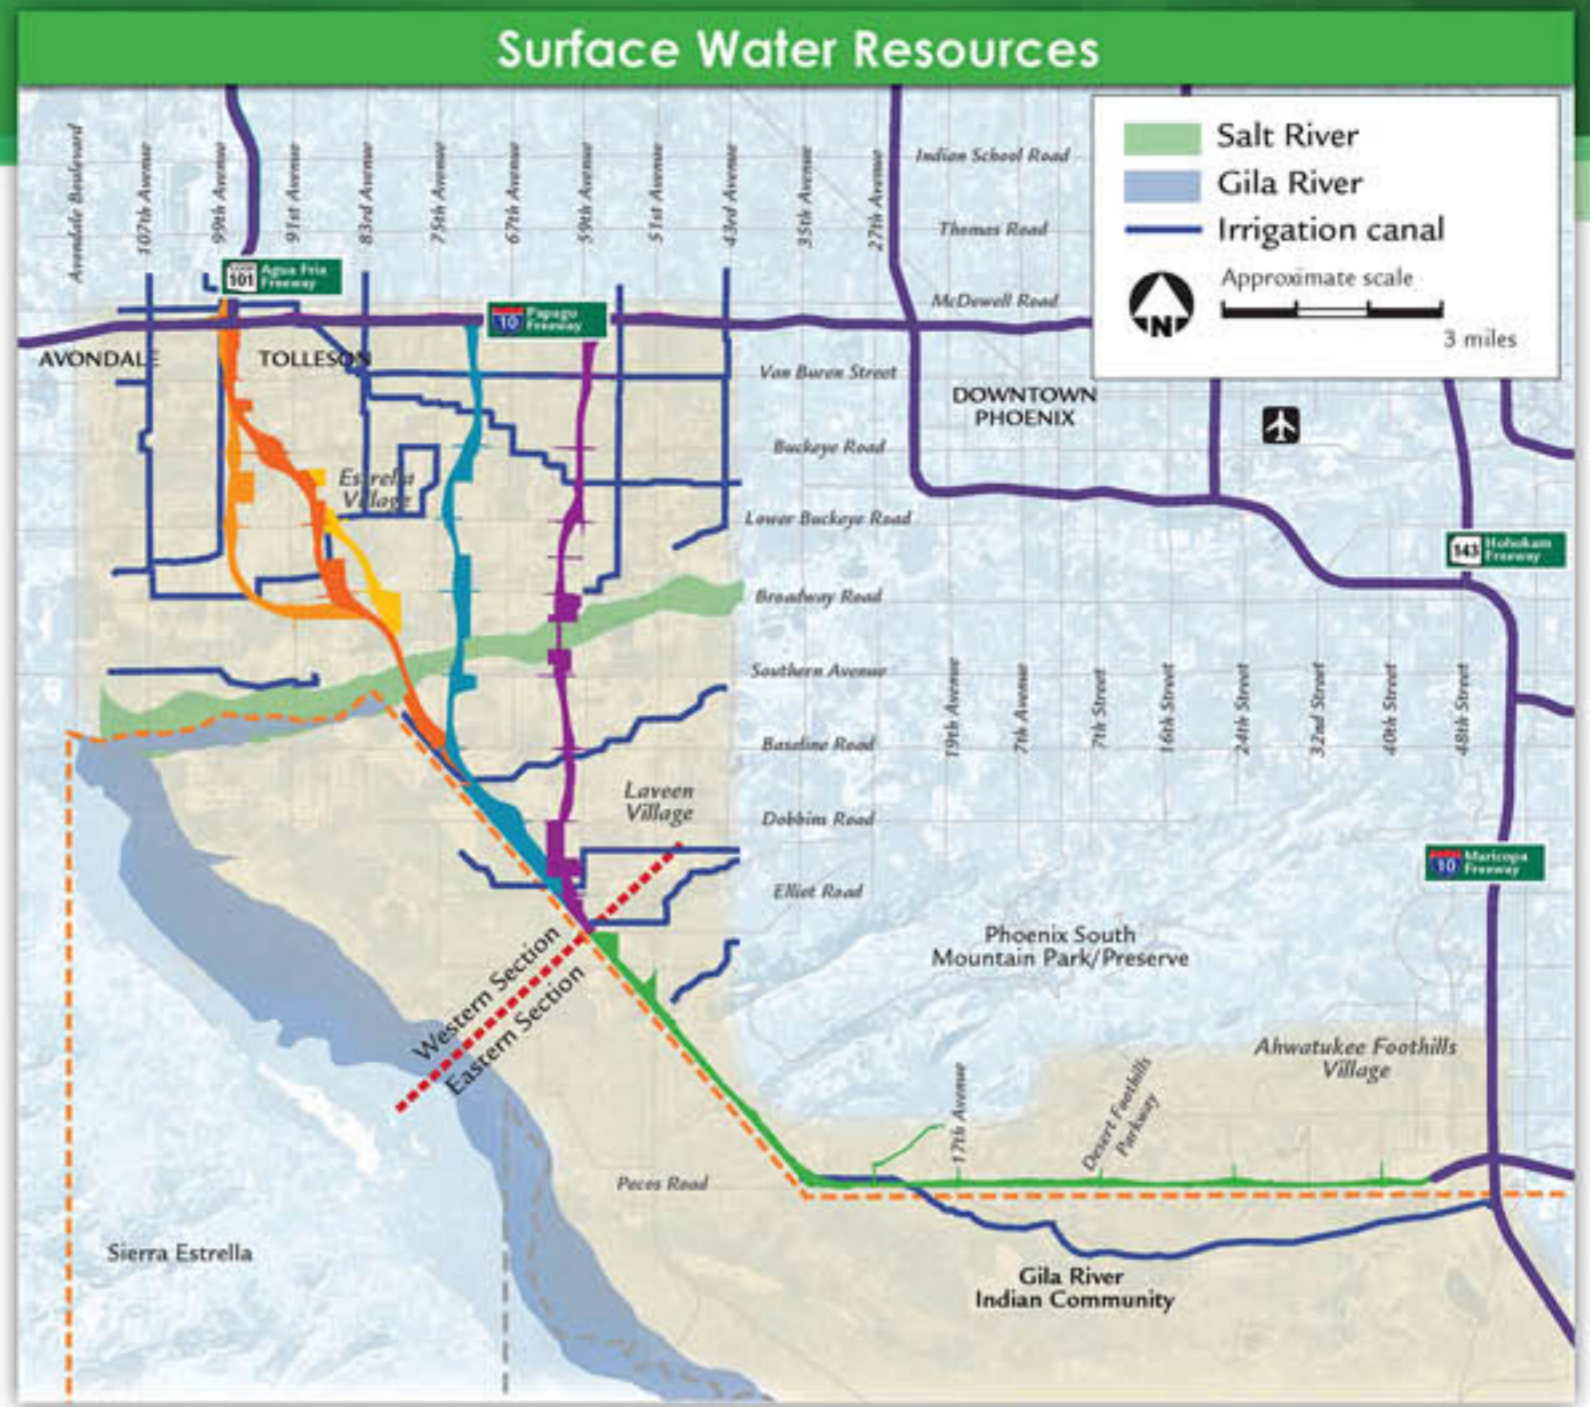 Surface Water Resources
Salt River
Gila River
Irrigation canal
Approximate scale
N
3 miles
Avondale Boulevard
107th Avenue
99th Avenue
91st Avenue
83rd Avenue
75th Avenue
67th Avenue
59th Avenue
51st Avenue
43rd Avenue
35th Avenue
27th Avenue
Indian School Road
Thomas Road
McDowell Road
101
Agua Fria
Freeway
10
Papago
Freeway
AVONDALE
TOLLESON
Van Buren Street
DOWNTOWN
PHOENIX
Buckeye Road
Estrella
Village
Lower Buckeye Road
143
Hohokam
Freeway
Broadway Road
Southern Avenue
19th Avenue
7th Avenue
7th Street
16th Street
24th Street
32nd Street
40th Street
48th Street
Baseline Road
Laveen
Village
Dobbins Road
10
Maricopa
Freeway
Elliot Road
Western Section
Eastern Section
Phoenix South
Mountain Park/Preserve
Ahwatukee Foothills
Village
17th Avenue
Desert Foothills
Parkway
Pecos Road
Sierra Estrella
Gila River
Indian Community